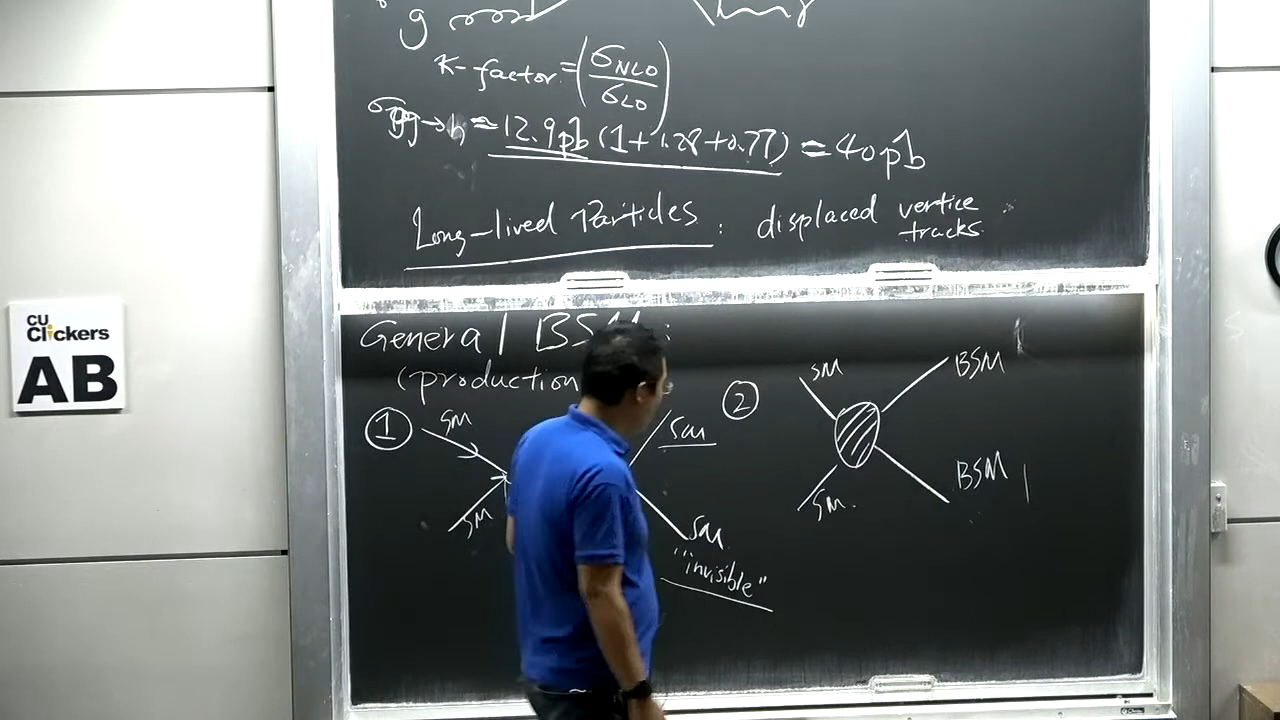 g
K-factor = (σNLO / σLO)
σgg→h ≈ 12.9pb (1+1.28+0.77) ≈ 40pb
Long-lived Particles : displaced vertice
tracks
General BSM :
(production
1 SM SM SM SM "invisible"
2 SM SM BSM BSM
CU
Clickers
AB